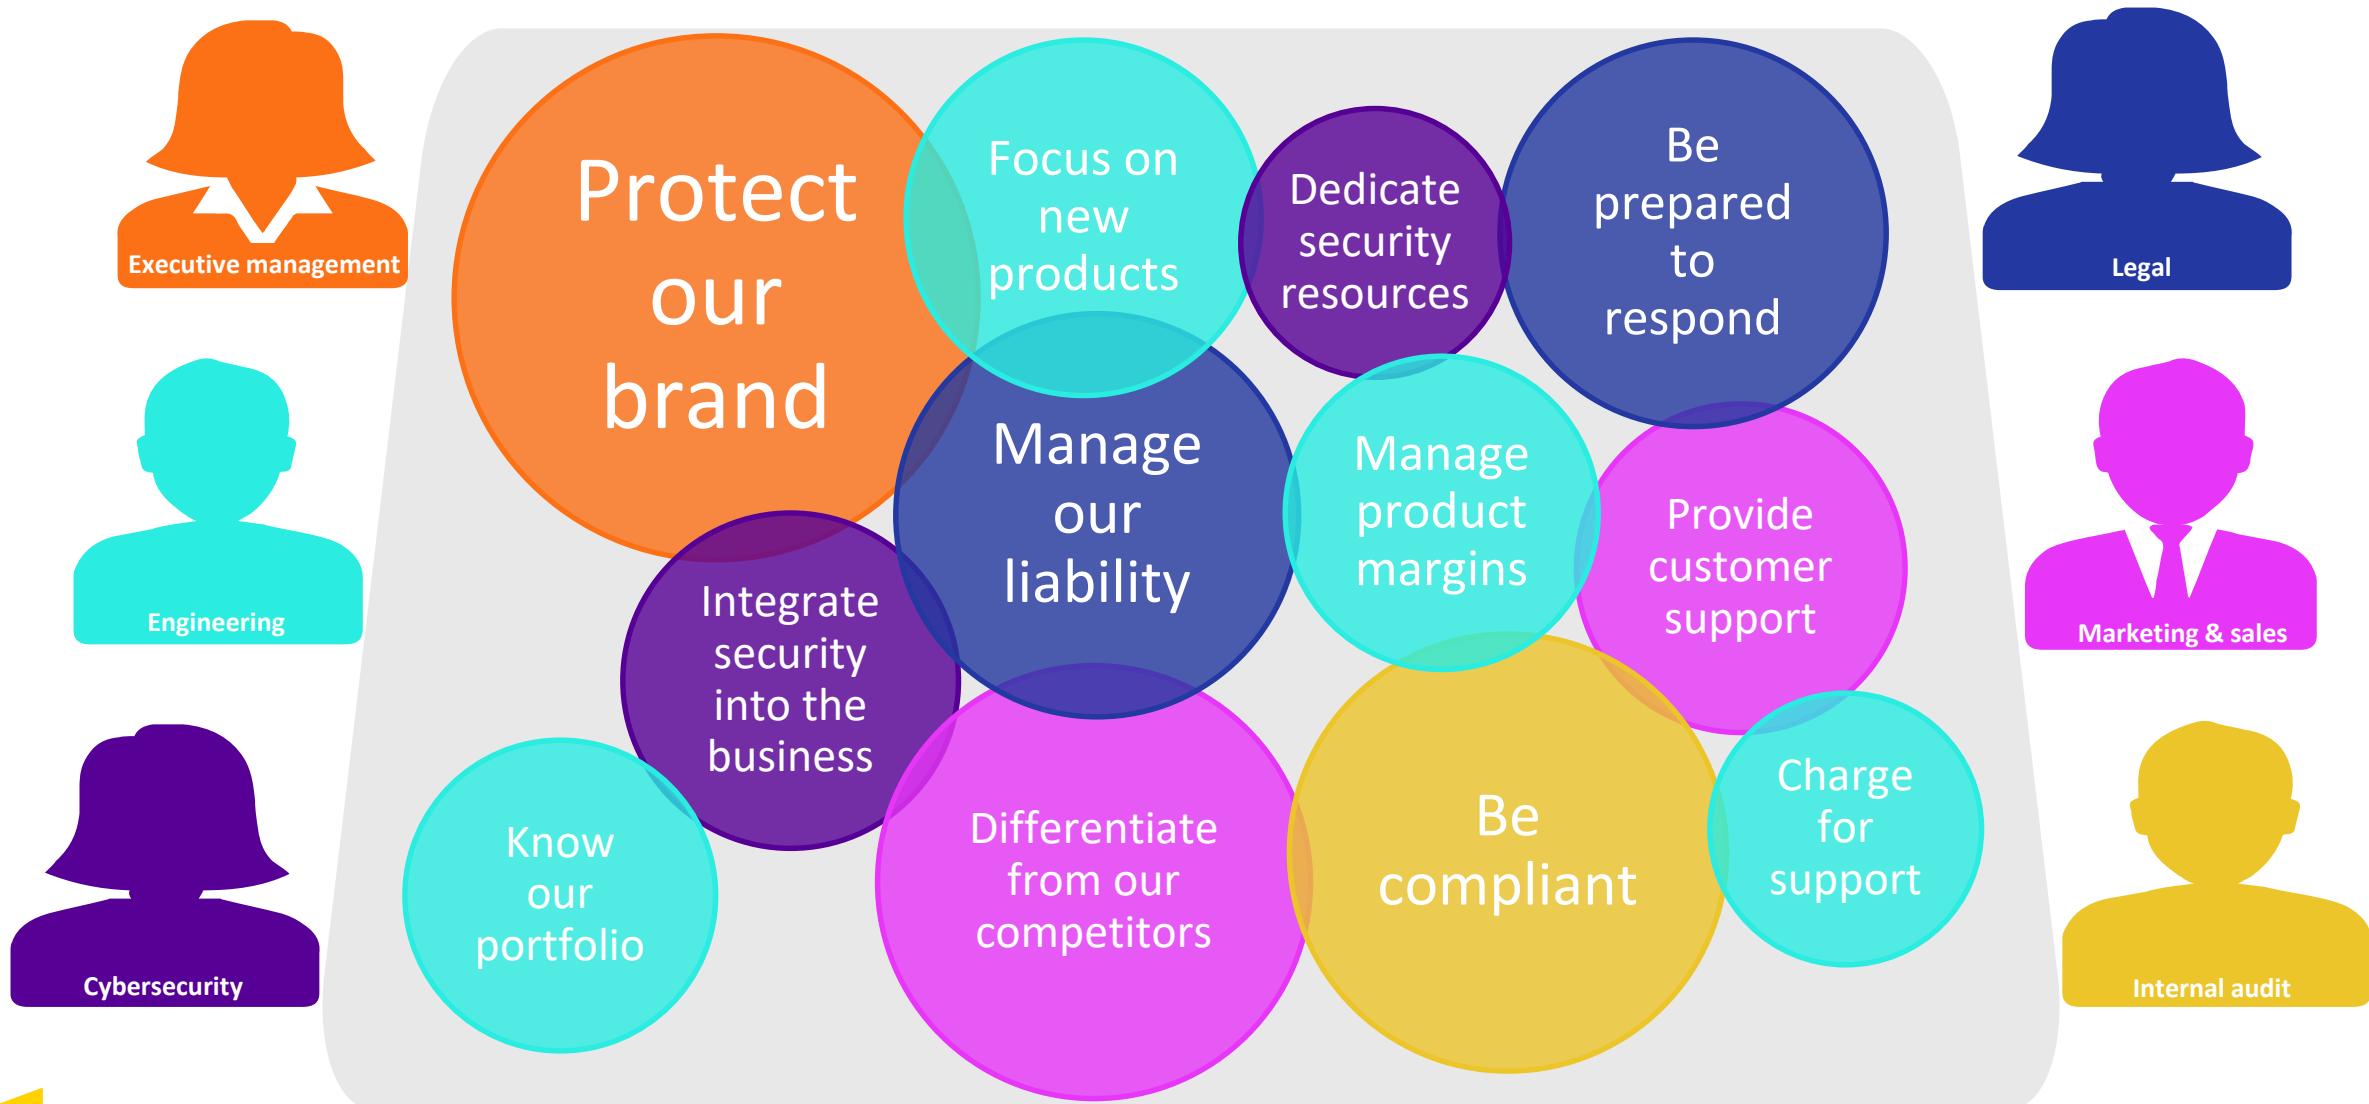 Executive management
Engineering
Cybersecurity
Protect
our
brand
Focus on
new
products
Dedicate
security
resources
Be
prepared
to
respond
Manage
our
liability
Manage
product
margins
Provide
customer
support
Integrate
security
into the
business
Know
our
portfolio
Differentiate
from our
competitors
Be
compliant
Charge
for
support
Legal
Marketing & sales
Internal audit